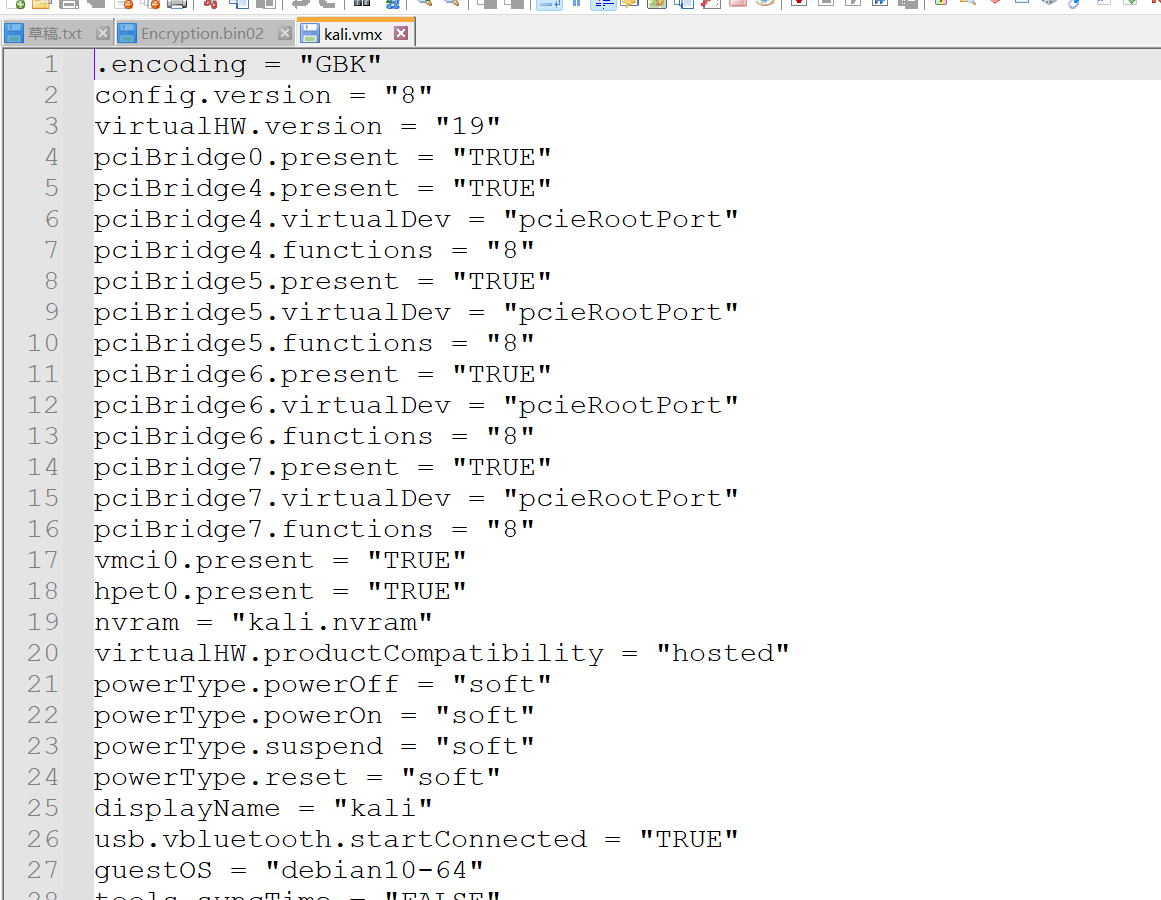 草稿.txt Encryption.bin02 kali.vmx
1 .encoding = "GBK"
2 config.version = "8"
3 virtualHW.version = "19"
4 pciBridge0.present = "TRUE"
5 pciBridge4.present = "TRUE"
6 pciBridge4.virtualDev = "pcieRootPort"
7 pciBridge4.functions = "8"
8 pciBridge5.present = "TRUE"
9 pciBridge5.virtualDev = "pcieRootPort"
10 pciBridge5.functions = "8"
11 pciBridge6.present = "TRUE"
12 pciBridge6.virtualDev = "pcieRootPort"
13 pciBridge6.functions = "8"
14 pciBridge7.present = "TRUE"
15 pciBridge7.virtualDev = "pcieRootPort"
16 pciBridge7.functions = "8"
17 vmci0.present = "TRUE"
18 hpet0.present = "TRUE"
19 nvram = "kali.nvram"
20 virtualHW.productCompatibility = "hosted"
21 powerType.powerOff = "soft"
22 powerType.powerOn = "soft"
23 powerType.suspend = "soft"
24 powerType.reset = "soft"
25 displayName = "kali"
26 usb.vbluetooth.startConnected = "TRUE"
27 guestOS = "debian10-64"
28 tools.syncTime = "FALSE"